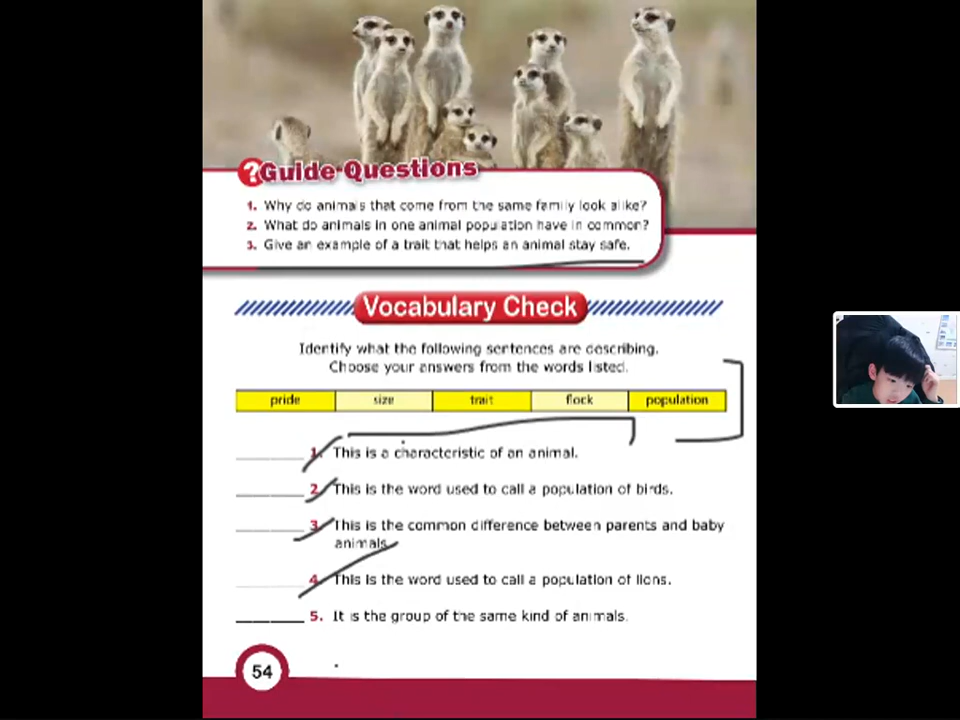 ?Guide Questions
1. Why do animals that come from the same family look alike?
2. What do animals in one animal population have in common?
3. Give an example of a trait that helps an animal stay safe.
Vocabulary Check
Identify what the following sentences are describing.
Choose your answers from the words listed.
pride size trait flock population
1. This is a characteristic of an animal.
2. This is the word used to call a population of birds.
3. This is the common difference between parents and baby
animals.
4. This is the word used to call a population of lions.
5. It is the group of the same kind of animals.
54